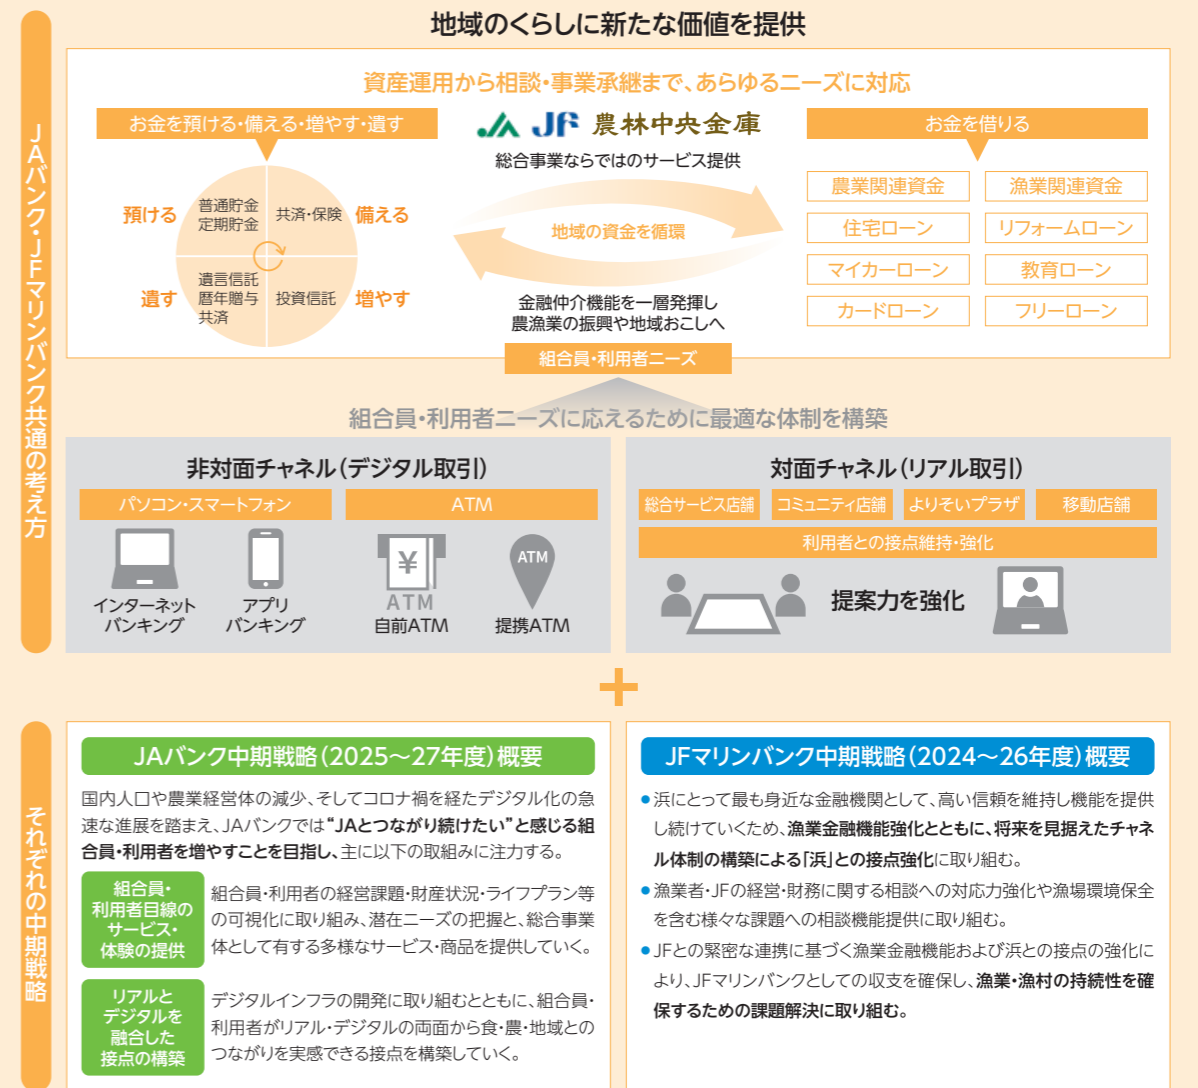 地域のくらしに新たな価値を提供
JAバンク・JFマリンバンク共通の考え方
資産運用から相談・事業承継まで、あらゆるニーズに対応
お金を預ける・備える・増やす・遺す
預ける
普通貯金
定期貯金
共済・保険
備える
遺す
遺言信託
暦年贈与
共済
投資信託
増やす
JA JF 農林中央金庫
総合事業ならではのサービス提供
地域の資金を循環
金融仲介機能を一層発揮し
農漁業の振興や地域おこしへ
お金を借りる
農業関連資金
漁業関連資金
住宅ローン
リフォームローン
マイカーローン
教育ローン
カードローン
フリーローン
組合員・利用者ニーズ
組合員・利用者ニーズに応えるために最適な体制を構築
非対面チャネル(デジタル取引)
パソコン・スマートフォン
ATM
インターネット
バンキング
アプリ
バンキング
¥
ATM
自前ATM
ATM
提携ATM
対面チャネル(リアル取引)
総合サービス店舗
コミュニティ店舗
よりそいプラザ
移動店舗
利用者との接点維持・強化
提案力を強化
+
それぞれの中期戦略
JAバンク中期戦略(2025~27年度)概要
国内人口や農業経営体の減少、そしてコロナ禍を経たデジタル化の急
速な進展を踏まえ、JAバンクでは“JAとつながり続けたい”と感じる組
合員・利用者を増やすことを目指し、主に以下の取組みに注力する。
組合員・
利用者目線の
サービス・
体験の提供
組合員・利用者の経営課題・財産状況・ライフプラン等
の可視化に取り組み、潜在ニーズの把握と、総合事業
体として有する多様なサービス・商品を提供していく。
リアルと
デジタルを
融合した
接点の構築
デジタルインフラの開発に取り組むとともに、組合員・
利用者がリアル・デジタルの両面から食・農・地域との
つながりを実感できる接点を構築していく。
JFマリンバンク中期戦略(2024~26年度)概要
●浜にとって最も身近な金融機関として、高い信頼を維持し機能を提供
し続けていくため、漁業金融機能強化とともに、将来を見据えたチャネ
ル体制の構築による「浜」との接点強化に取り組む。
●漁業者・JFの経営・財務に関する相談への対応力強化や漁場環境保全
を含む様々な課題への相談機能提供に取り組む。
●JFとの緊密な連携に基づく漁業金融機能および浜との接点の強化に
より、JFマリンバンクとしての収支を確保し、漁業・漁村の持続性を確
保するための課題解決に取り組む。